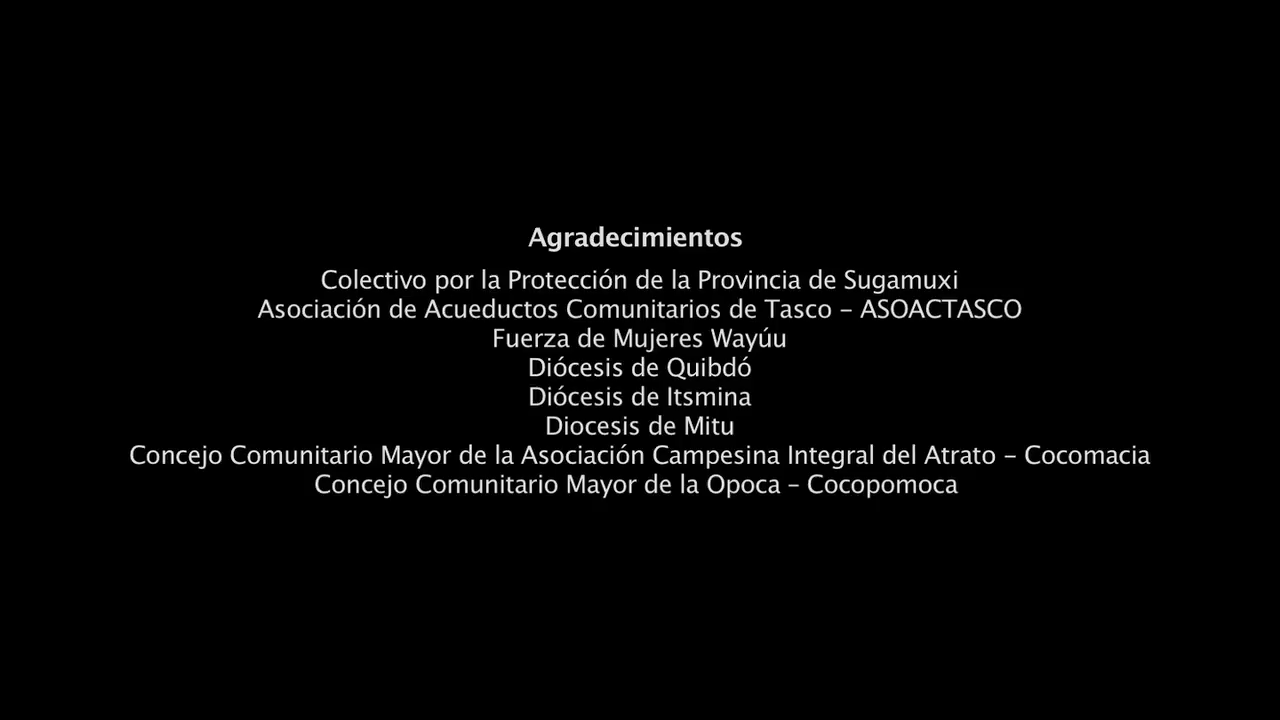 Agradecimientos
Colectivo por la Protección de la Provincia de Sugamuxi
Asociación de Acueductos Comunitarios de Tasco – ASOACTASCO
Fuerza de Mujeres Wayúu
Diócesis de Quibdó
Diócesis de Itsmina
Diocesis de Mitu
Concejo Comunitario Mayor de la Asociación Campesina Integral del Atrato – Cocomacia
Concejo Comunitario Mayor de la Opoca – Cocopomoca